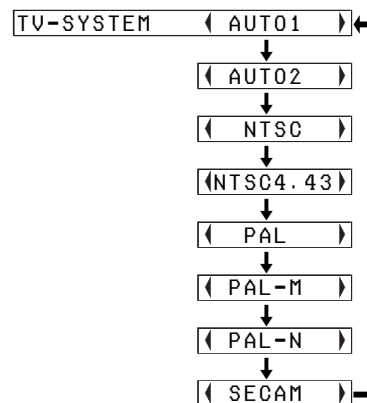 TV-SYSTEM AUTO1
AUTO2
NTSC
NTSC4.43
PAL
PAL-M
PAL-N
SECAM